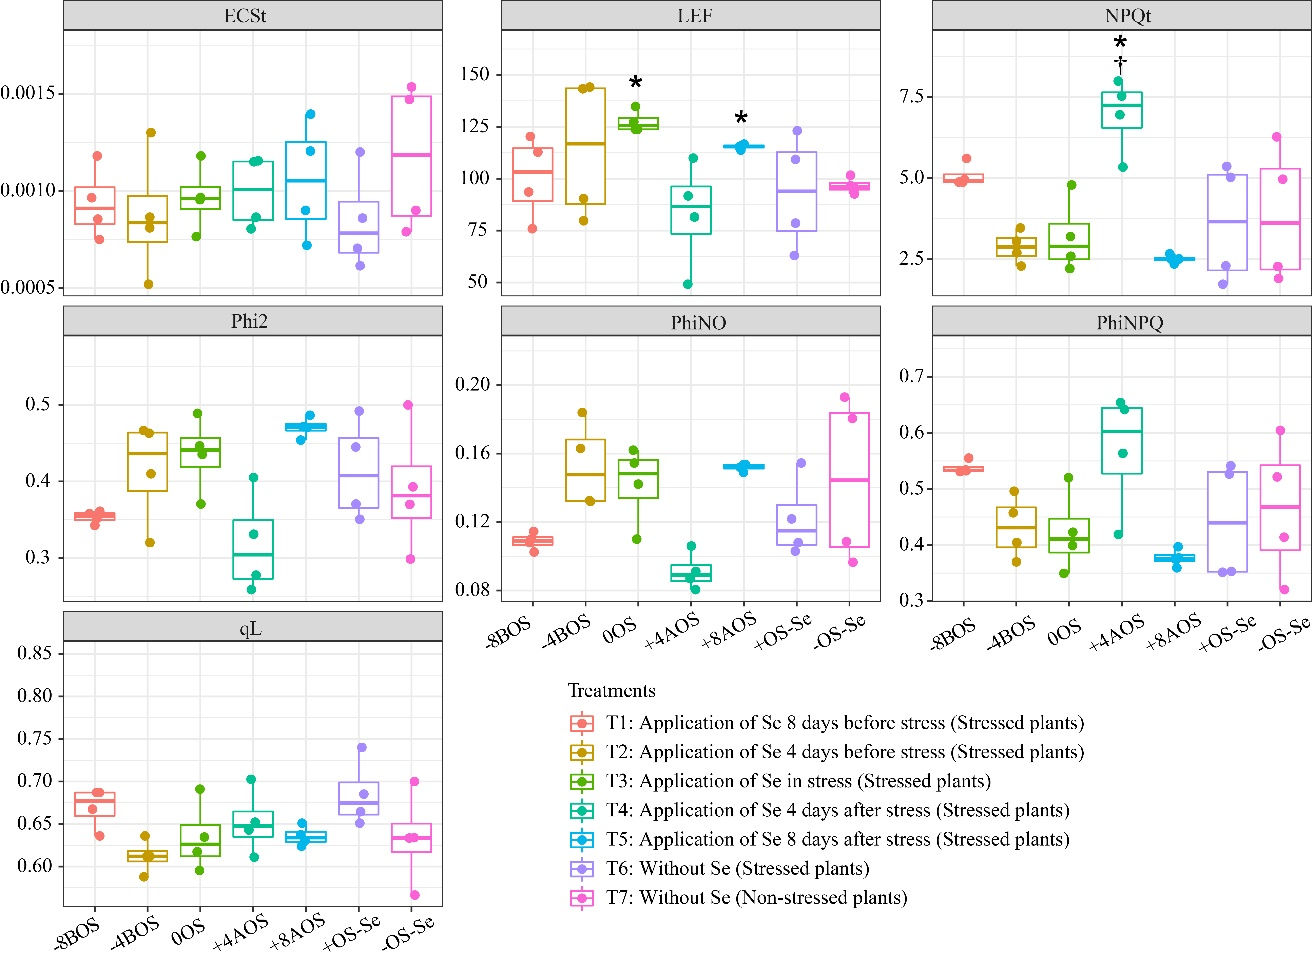 ECSt
LEF
NPQt
*
†
*
*
0.0015
0.0010
0.0005
150
125
100
75
50
7.5
5.0
2.5
Phi2
PhiNO
PhiNPQ
0.5
0.4
0.3
0.20
0.16
0.12
0.08
0.7
0.6
0.5
0.4
0.3
-8BOS -4BOS 0OS +4AOS +8AOS +OS-Se -OS-Se
-8BOS -4BOS 0OS +4AOS +8AOS +OS-Se -OS-Se
qL
0.85
0.80
0.75
0.70
0.65
0.60
-8BOS -4BOS 0OS +4AOS +8AOS +OS-Se -OS-Se
Treatments
T1: Application of Se 8 days before stress (Stressed plants)
T2: Application of Se 4 days before stress (Stressed plants)
T3: Application of Se in stress (Stressed plants)
T4: Application of Se 4 days after stress (Stressed plants)
T5: Application of Se 8 days after stress (Stressed plants)
T6: Without Se (Stressed plants)
T7: Without Se (Non-stressed plants)